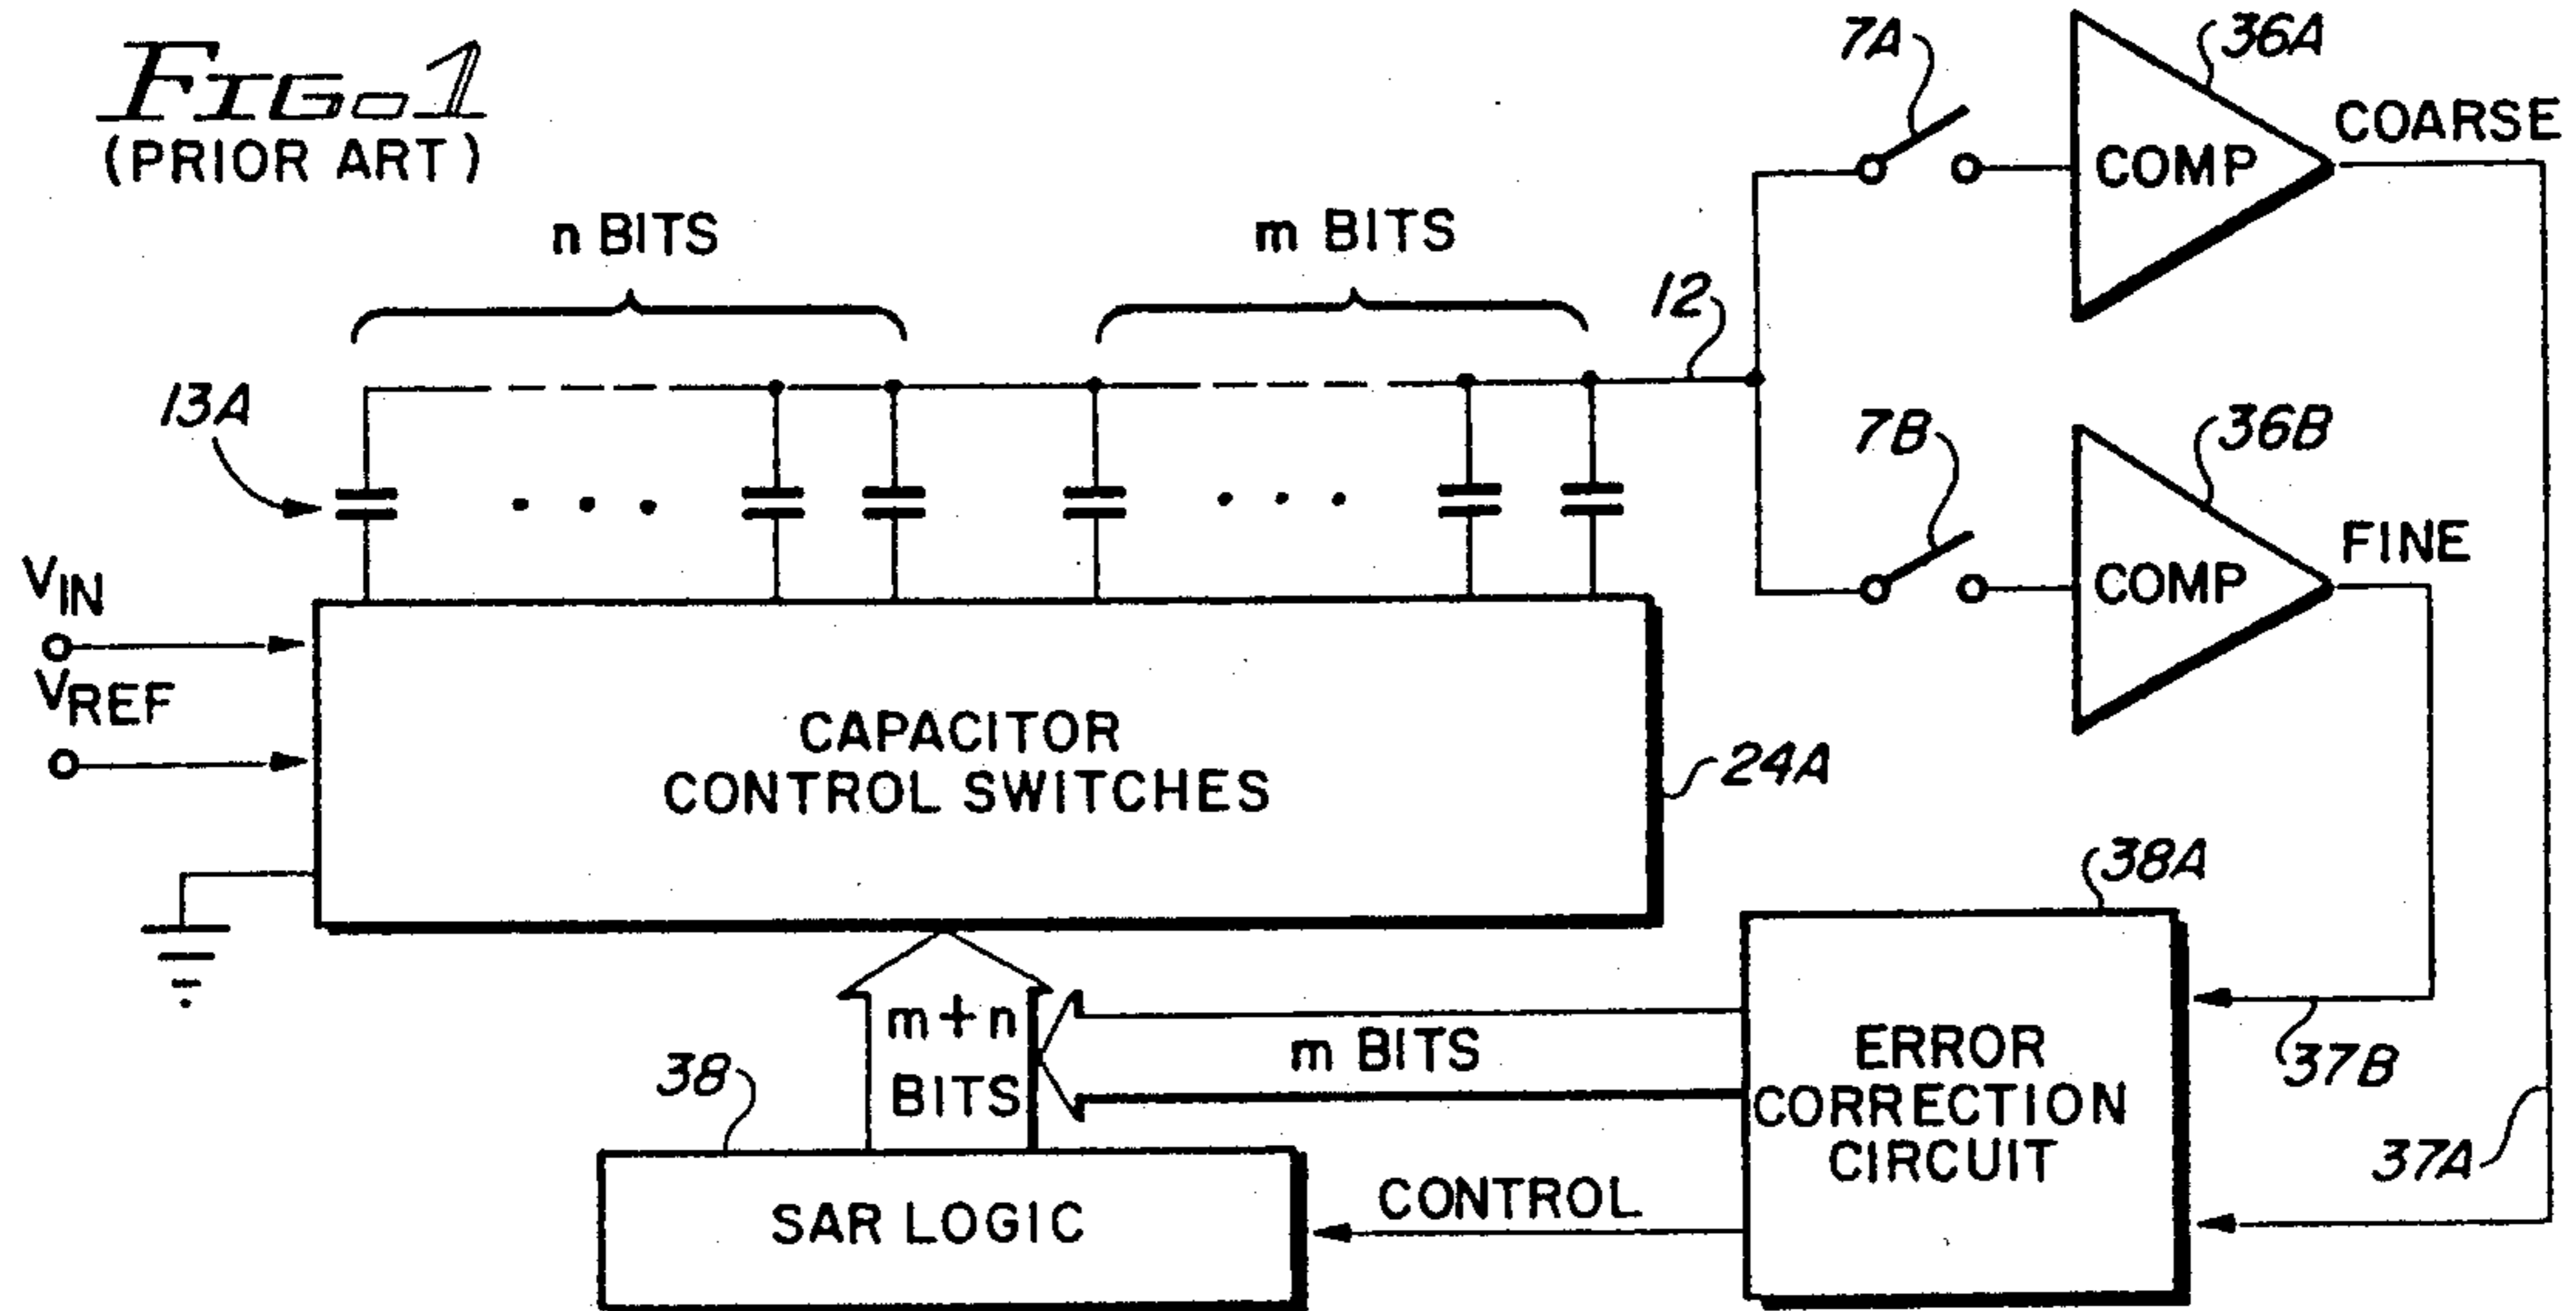 FIG. 1
(PRIOR ART)
7A
36A
COMP
COARSE
n BITS
m BITS
12
13A
7B
36B
COMP
FINE
VIN
VREF
CAPACITOR
CONTROL SWITCHES
24A
38A
m+n
BITS
m BITS
ERROR
CORRECTION
CIRCUIT
37B
37A
38
SAR LOGIC
CONTROL